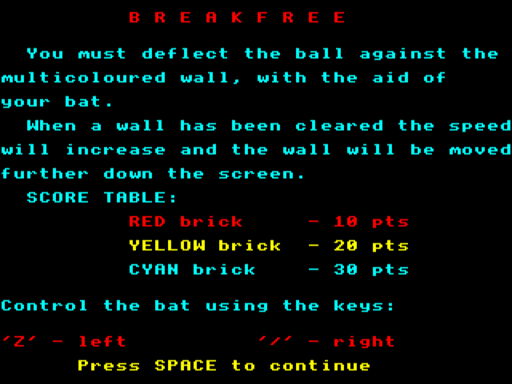 B R E A K F R E E
You must deflect the ball against the
multicoloured wall, with the aid of
your bat.
When a wall has been cleared the speed
will increase and the wall will be moved
further down the screen.
SCORE TABLE:
RED brick - 10 pts
YELLOW brick - 20 pts
CYAN brick - 30 pts
Control the bat using the keys:
'Z' - left '/' - right
Press SPACE to continue